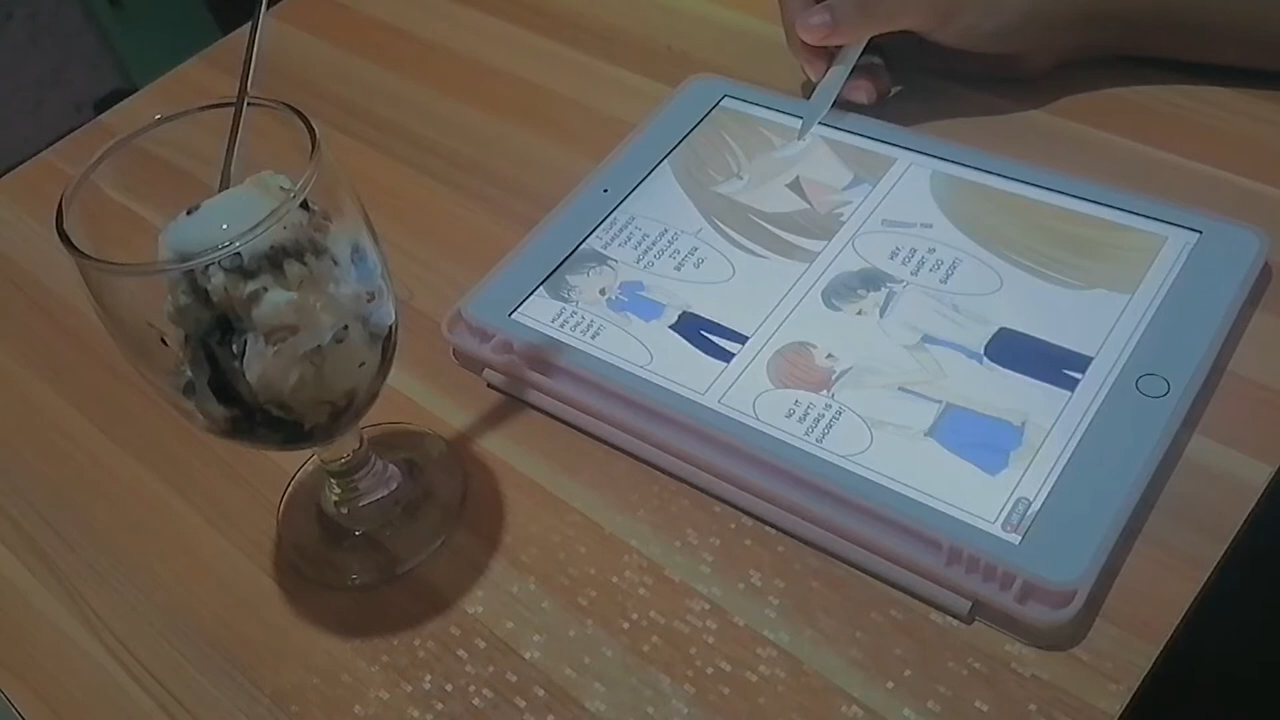 I JUST
REMEMBER
THAT I
HAVE
HOMEWORK
TO COLLECT
I'D
BETTER
GO.
WE'VE
ONLY
JUST
MET!
HEY,
YOUR
SKIRT IS
TOO
SHORT!
NO IT
ISN'T!
YOURS IS
SHORTER!